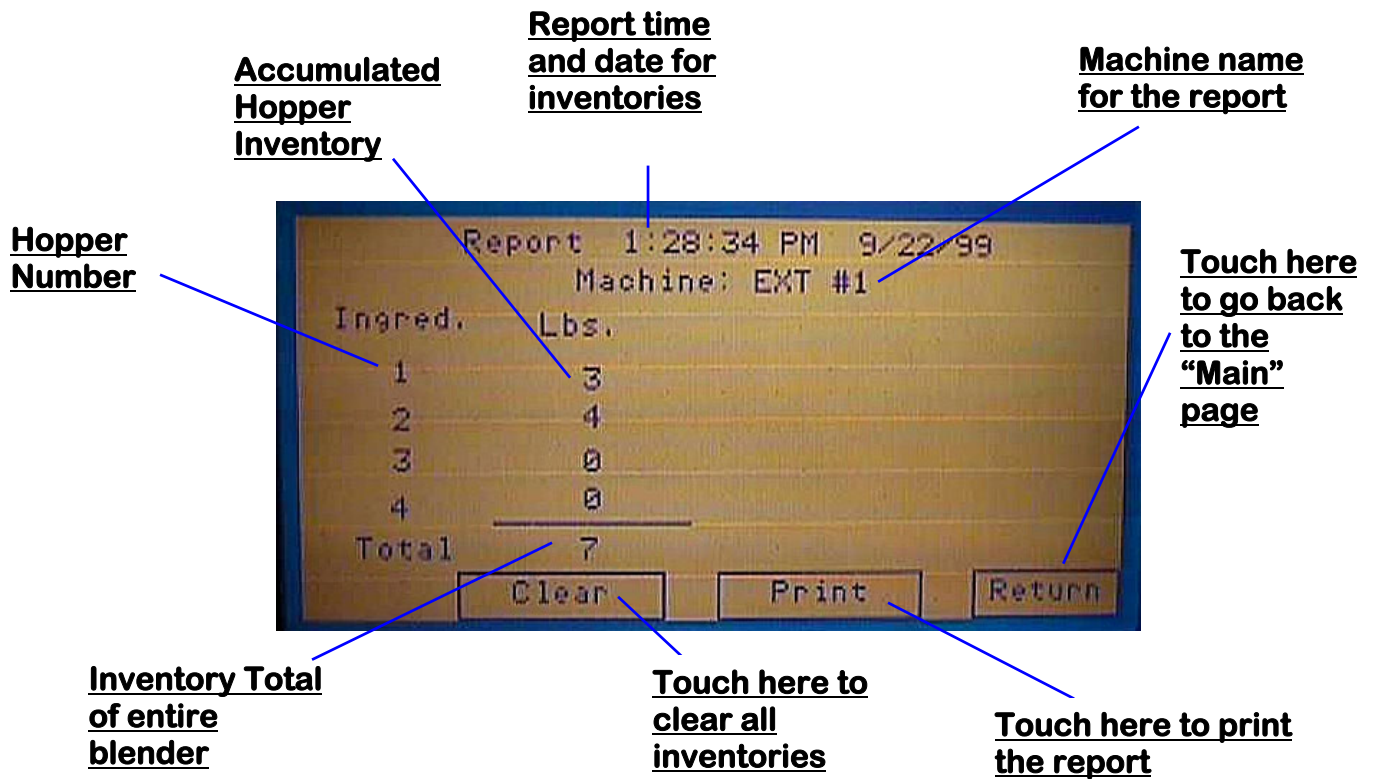 Report time
and date for
inventories
Accumulated
Hopper
Inventory
Machine name
for the report
Hopper
Number
Touch here
to go back
to the
“Main”
page
Report 1:28:34 PM 9/22/99
Machine: EXT #1
Ingred. Lbs.
1 3
2 4
3 0
4 0
Total 7
Clear Print Return
Inventory Total
of entire
blender
Touch here to
clear all
inventories
Touch here to print
the report